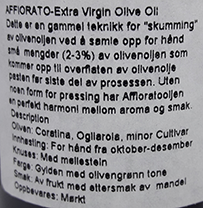 AFFIORATO-Extra Virgin Olive Oil
Dette er en gammel teknikk for "skumming"
av olivenoljen ved å samle opp for hånd
små mengder (2-3%) av olivenoljen som
kommer opp til overflaten av olivenolje
pasten før siste del av prosessen. Uten
noen form for pressing har Affioratooljen
en perfekt harmoni mellom aroma og smak.
Description
Oliven: Coratina, Ogliarola, minor Cultivar
Innhøsting: For hånd fra oktober-desember
Knuses: Med møllestein
Farge: Gylden med olivengrønn tone
Smak: Av frukt med ettersmak av mandel
Oppbevares: Mørkt